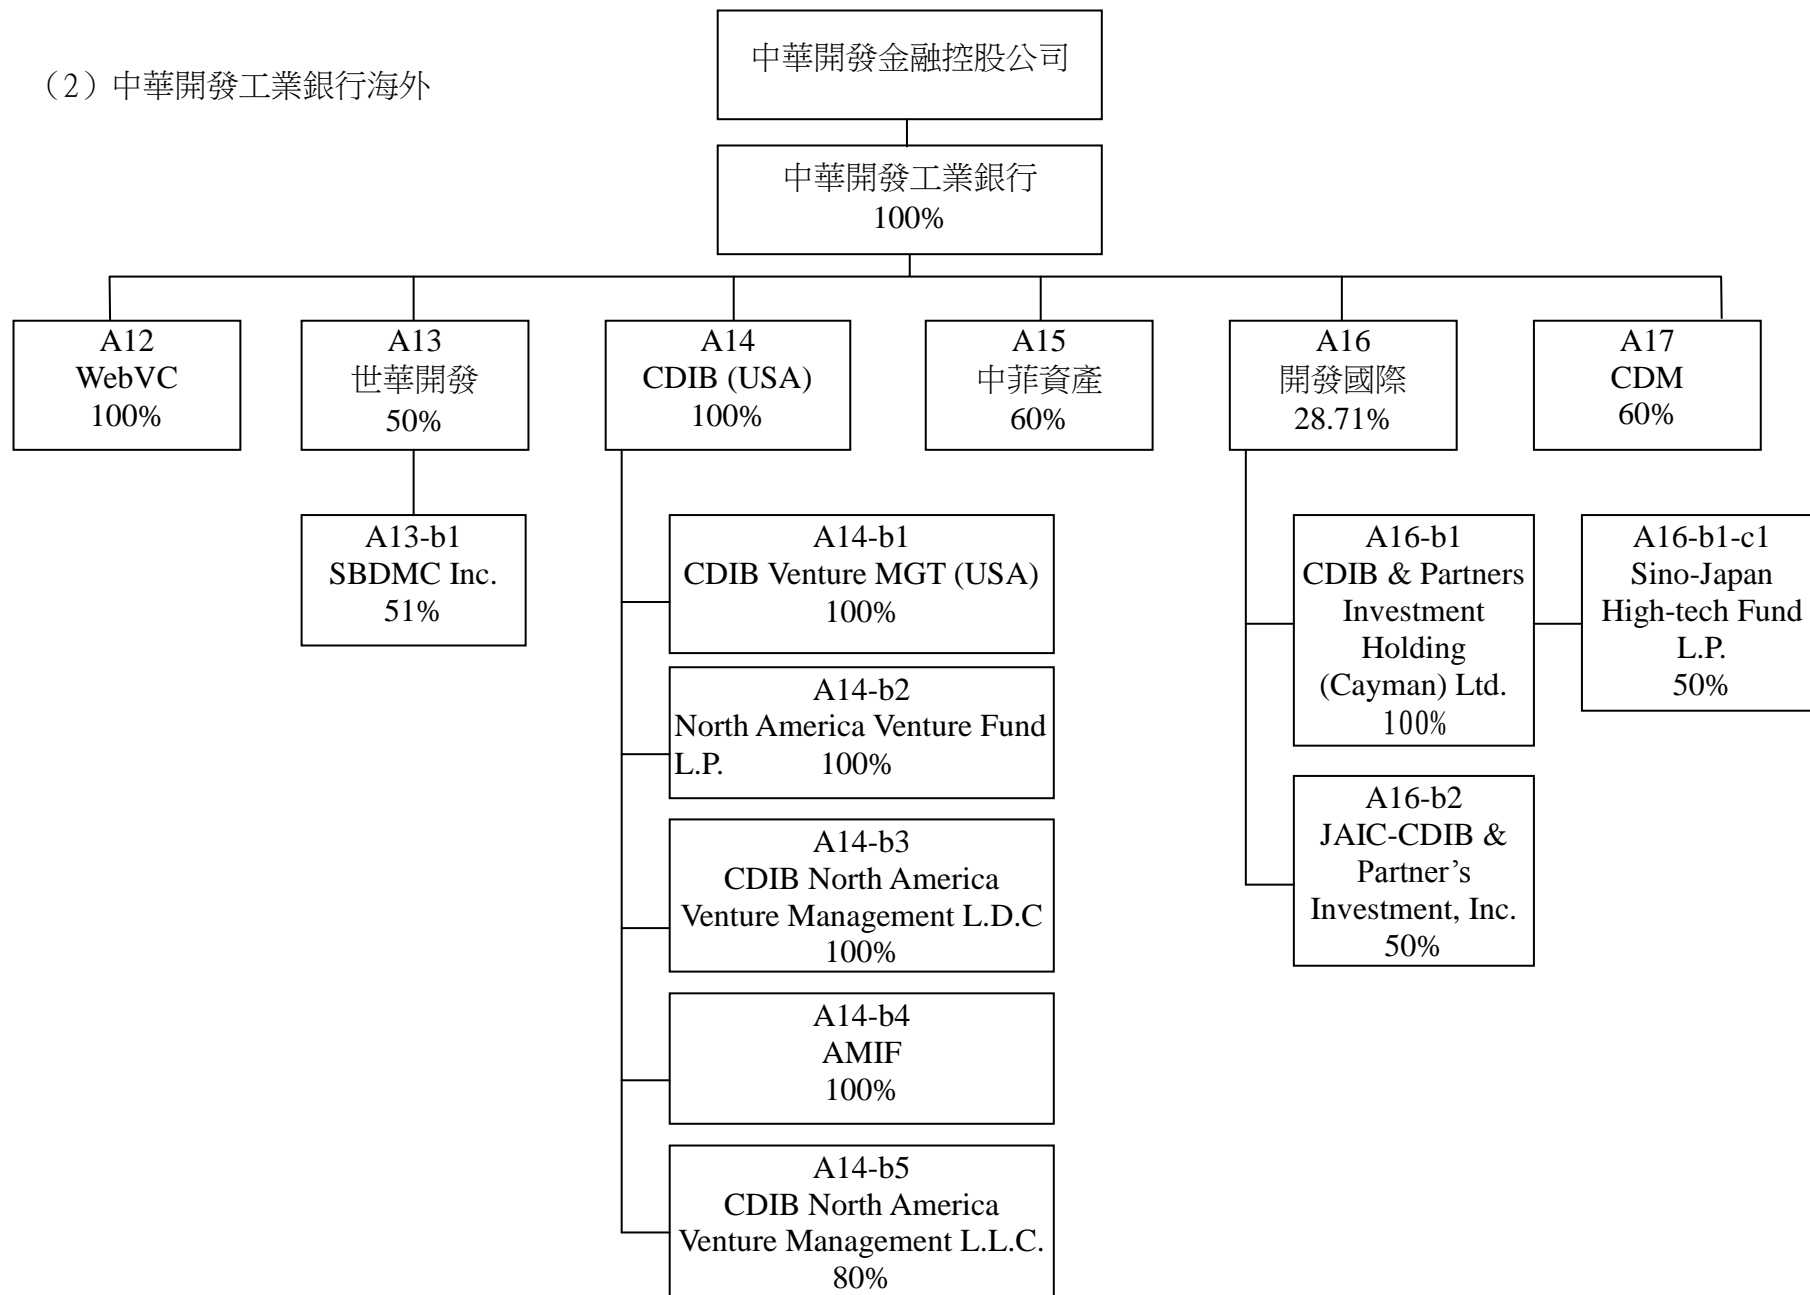 中華開發金融控股公司
（2）中華開發工業銀行海外
中華開發工業銀行
100%
A12
WebVC
100%
A13
世華開發
50%
A14
CDIB (USA)
100%
A15
中菲資產
60%
A16
開發國際
28.71%
A17
CDM
60%
A13-b1
SBDMC Inc.
51%
A14-b1
CDIB Venture MGT (USA)
100%
A14-b2
North America Venture Fund
L.P. 100%
A14-b3
CDIB North America
Venture Management L.D.C
100%
A14-b4
AMIF
100%
A14-b5
CDIB North America
Venture Management L.L.C.
80%
A16-b1
CDIB & Partners
Investment
Holding
(Cayman) Ltd.
100%
A16-b1-c1
Sino-Japan
High-tech Fund
L.P.
50%
A16-b2
JAIC-CDIB &
Partner’s
Investment, Inc.
50%